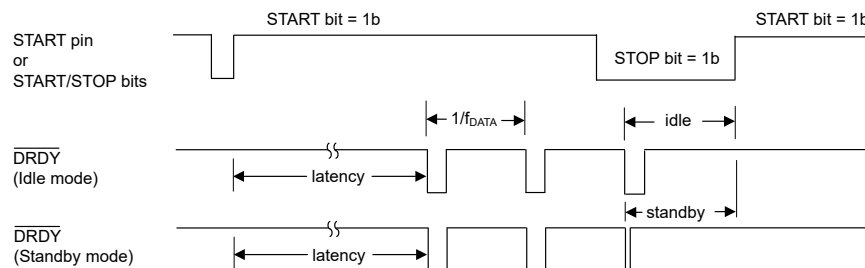 START bit = 1b
START bit = 1b
START pin
or
START/STOP bits
STOP bit = 1b
1/fDATA
idle
DRDY
(Idle mode)
latency
standby
DRDY
(Standby mode)
latency